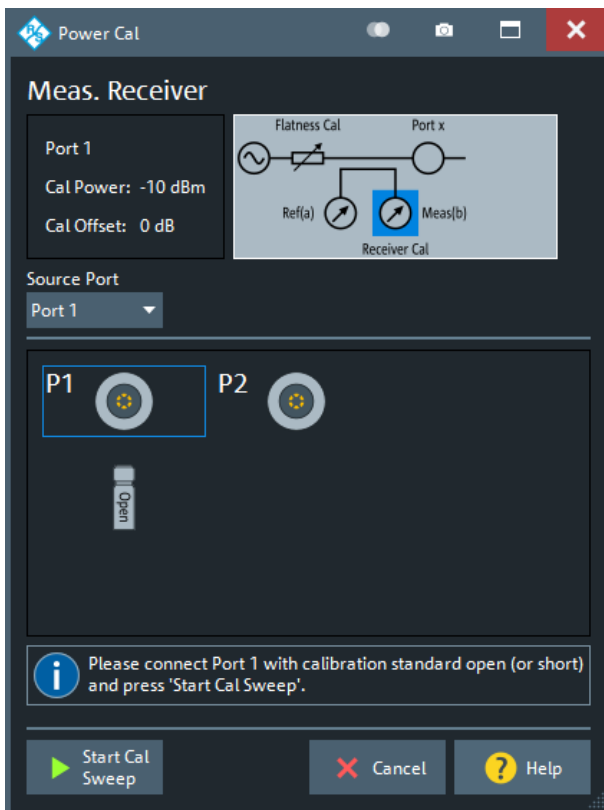 Power Cal
Meas. Receiver
Port 1
Cal Power: -10 dBm
Cal Offset: 0 dB
Flatness Cal
Port x
Ref(a)
Meas(b)
Receiver Cal
Source Port
Port 1
P1
P2
Open
Please connect Port 1 with calibration standard open (or short)
and press 'Start Cal Sweep'.
Start Cal
Sweep
Cancel
Help